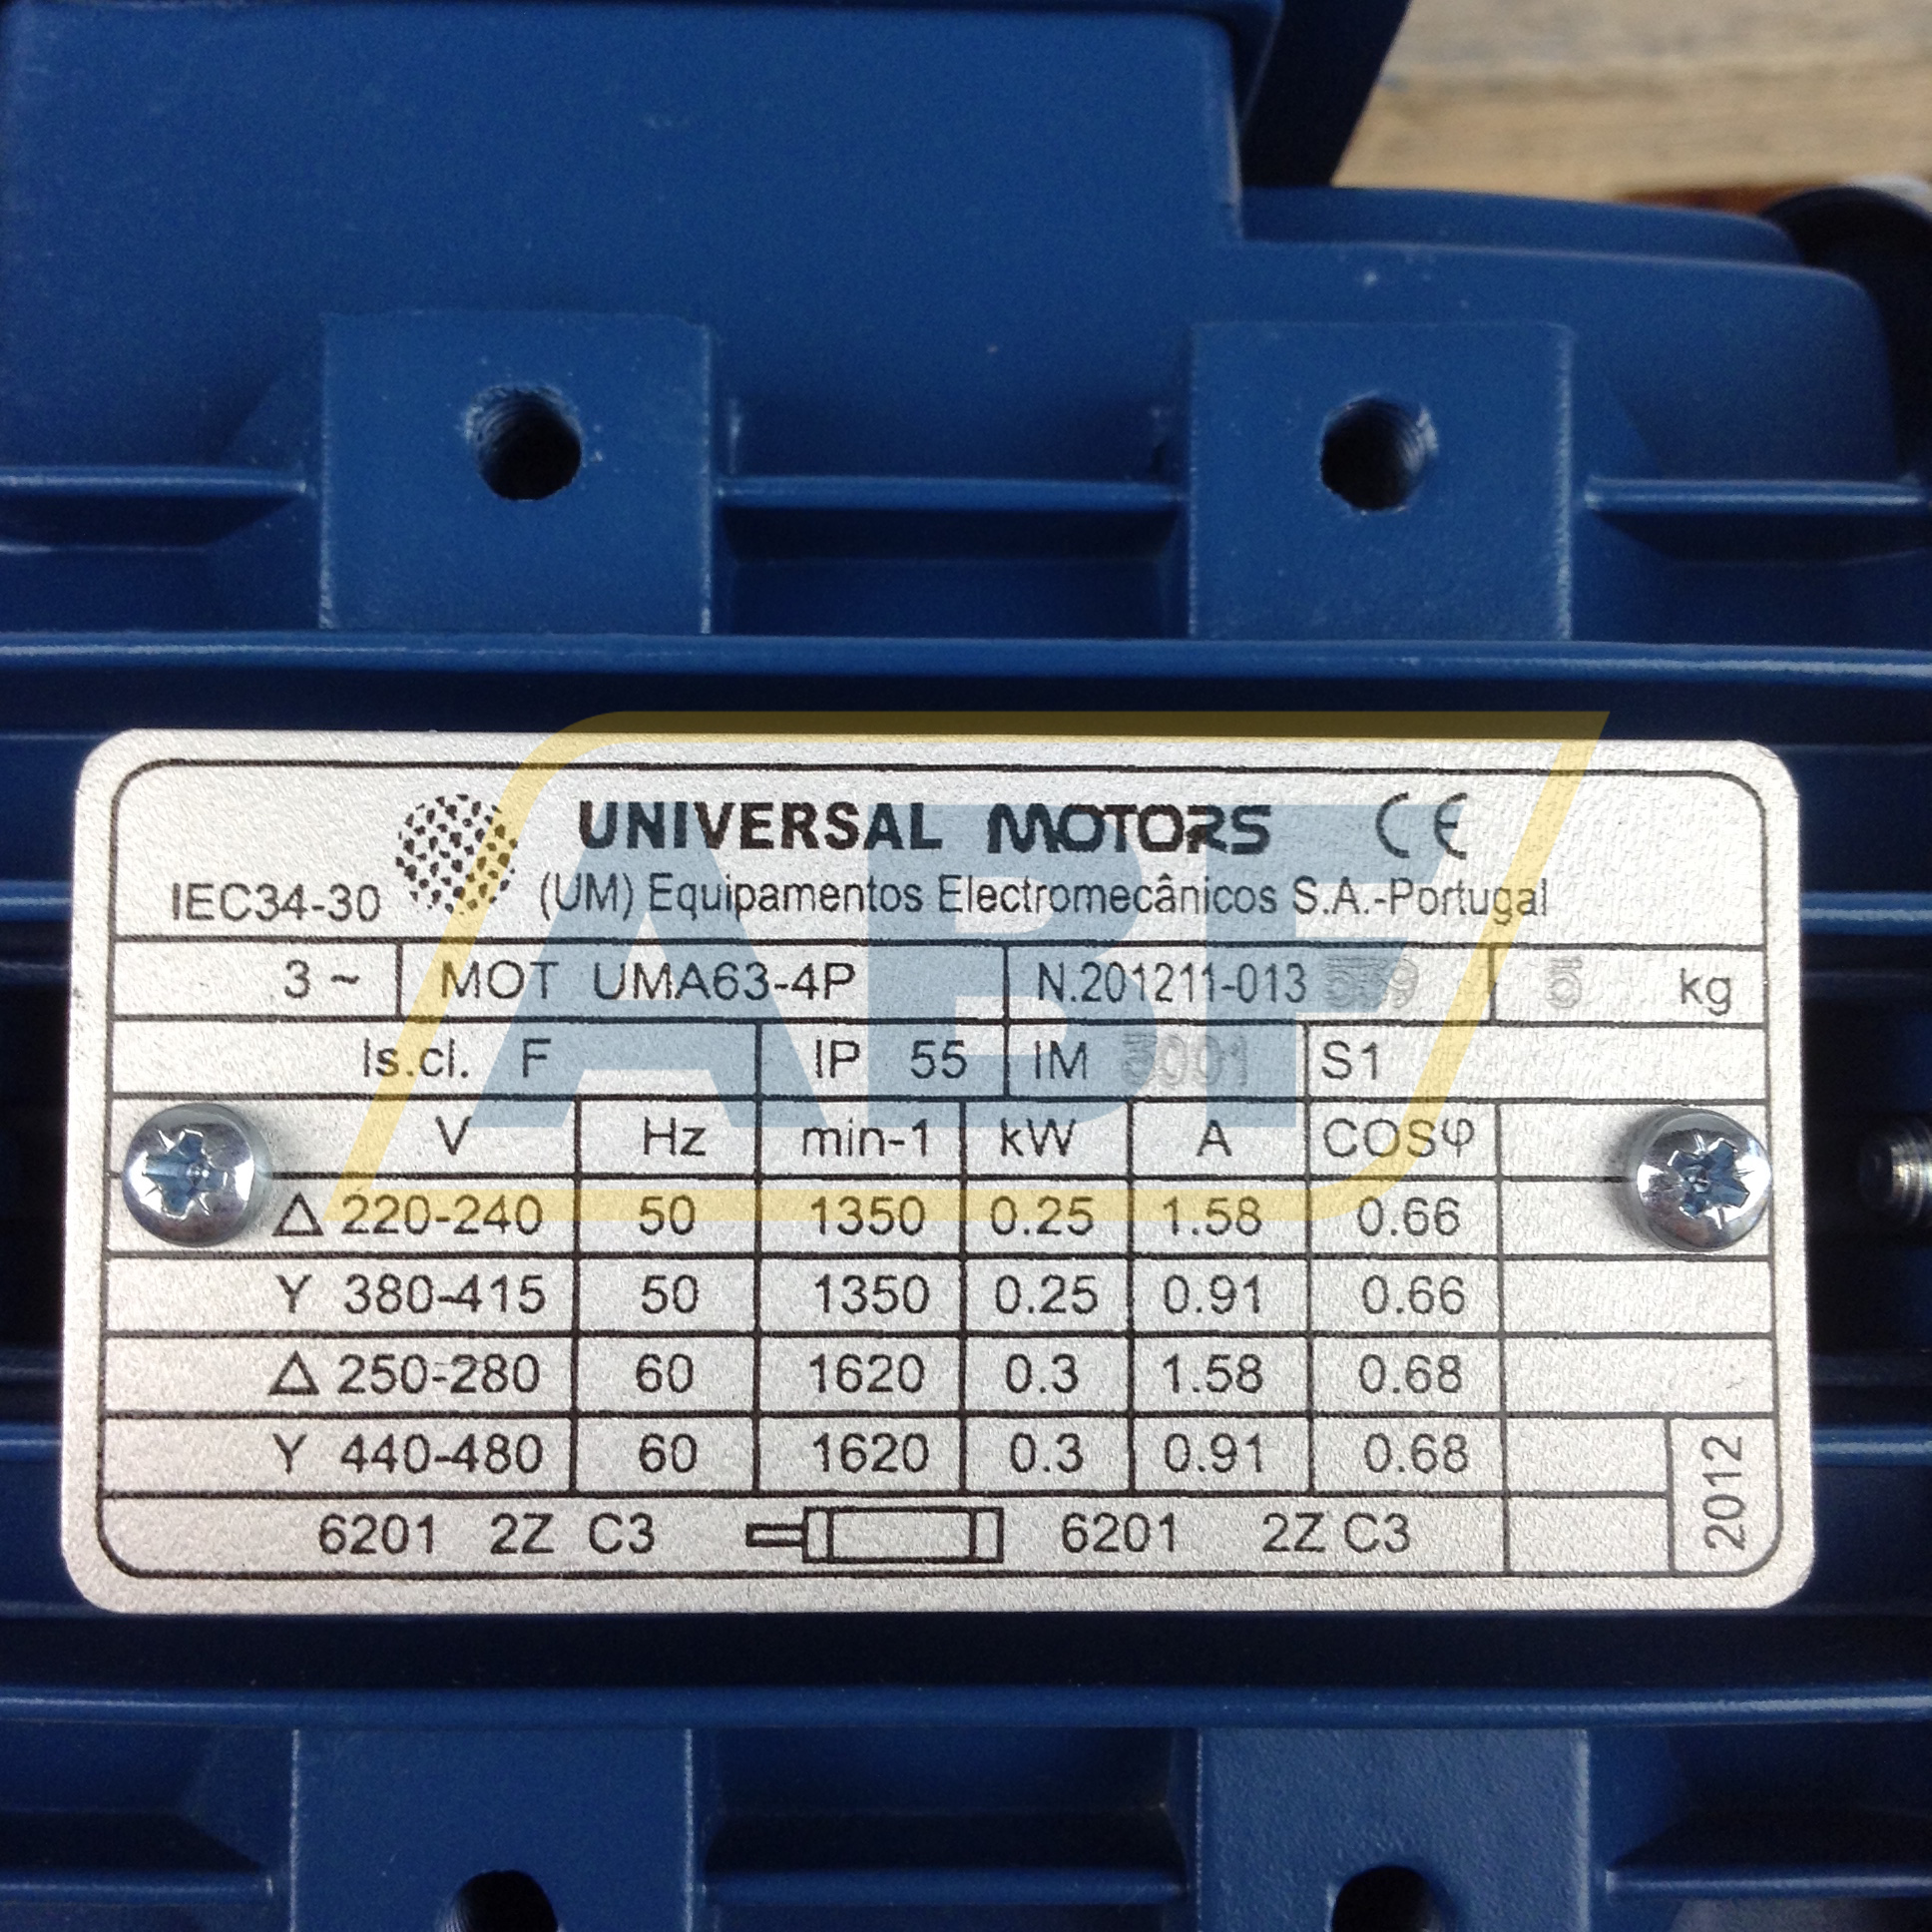 UNIVERSAL MOTORS CE
IEC34-30
(UM) Equipamentos Electromecânicos S.A.-Portugal
3 ~ MOT UMA63-4P N.201211-013 539 5 kg
Is.cl. F IP 55 IM 3001 S1
V Hz min-1 kW A COSφ
Δ 220-240 50 1350 0.25 1.58 0.66
Y 380-415 50 1350 0.25 0.91 0.66
Δ 250-280 60 1620 0.3 1.58 0.68
Y 440-480 60 1620 0.3 0.91 0.68
6201 2Z C3 6201 2Z C3
2012
ABF